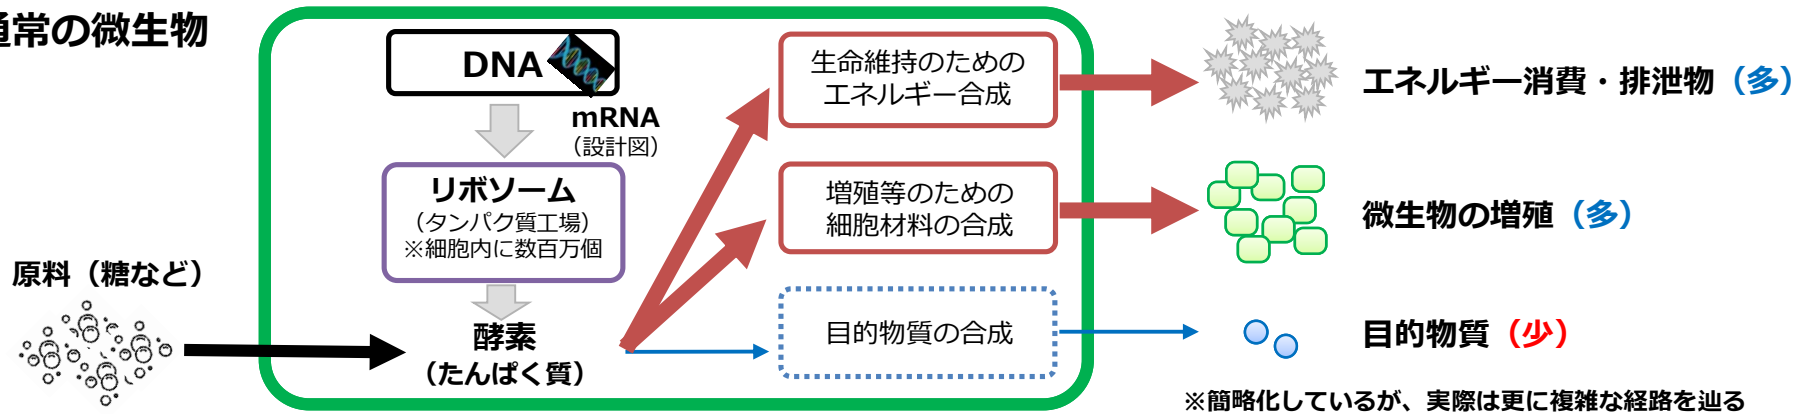 通常の微生物
DNA
mRNA
（設計図）
リボソーム
（タンパク質工場）
※細胞内に数百万個
原料（糖など）
酵素
（たんぱく質）
生命維持のための
エネルギー合成
増殖等のための
細胞材料の合成
目的物質の合成
エネルギー消費・排泄物（多）
微生物の増殖（多）
目的物質（少）
※簡略化しているが、実際は更に複雑な経路を辿る